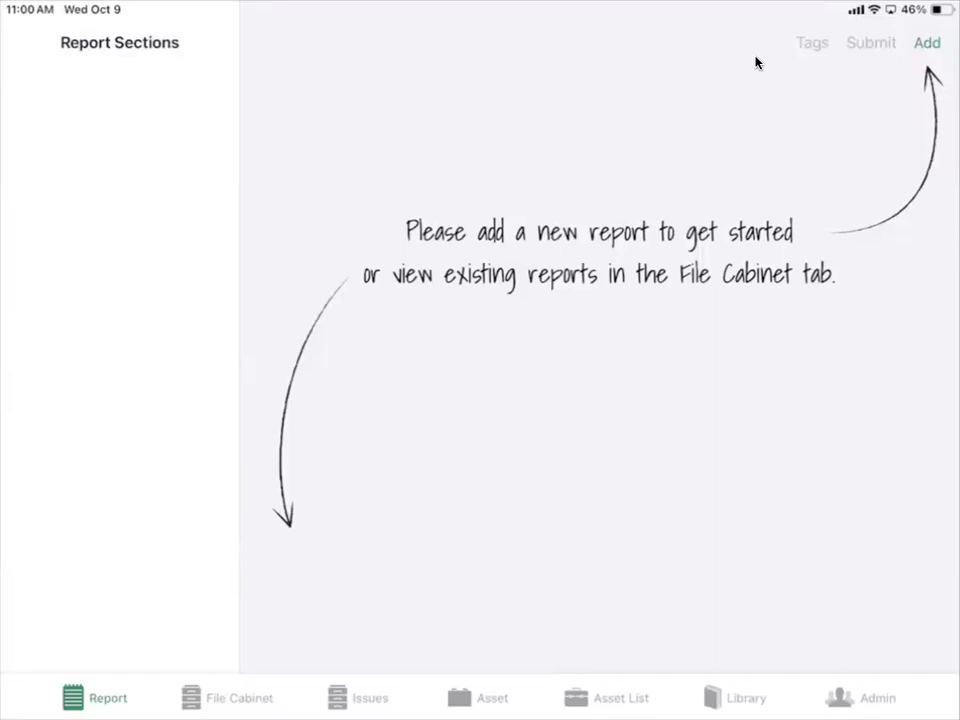 11:00 AM Wed Oct 9 46%
Report Sections
Tags Submit Add
Please add a new report to get started
or view existing reports in the File Cabinet tab.
Report File Cabinet Issues Asset Asset List Library Admin